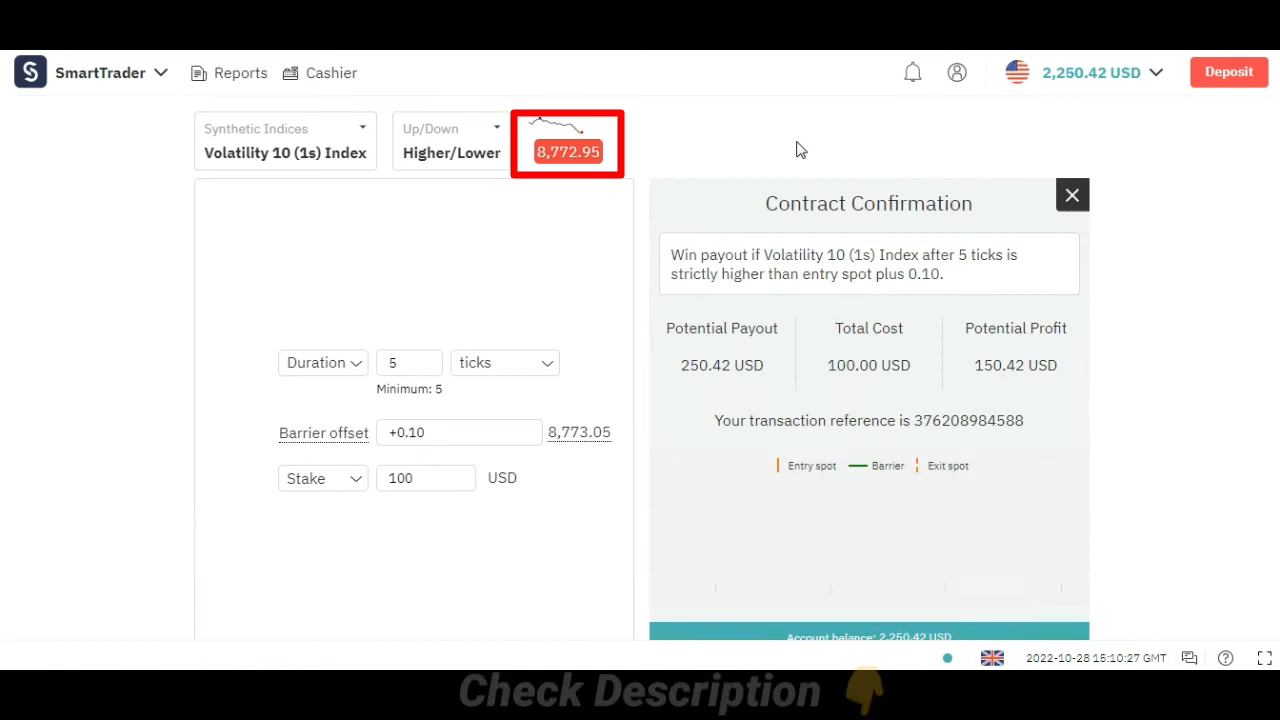 SmartTrader
Reports
Cashier
2,250.42 USD
Deposit
Synthetic Indices
Volatility 10 (1s) Index
Up/Down
Higher/Lower
8,772.95
Duration
5
ticks
Minimum: 5
Barrier offset
+0.10
8,773.05
Stake
100
USD
Contract Confirmation
Win payout if Volatility 10 (1s) Index after 5 ticks is
strictly higher than entry spot plus 0.10.
Potential Payout
250.42 USD
Total Cost
100.00 USD
Potential Profit
150.42 USD
Your transaction reference is 376208984588
Entry spot
Barrier
Exit spot
Account balance: 2,250.42 USD
2022-10-28 15:10:27 GMT
Check Description